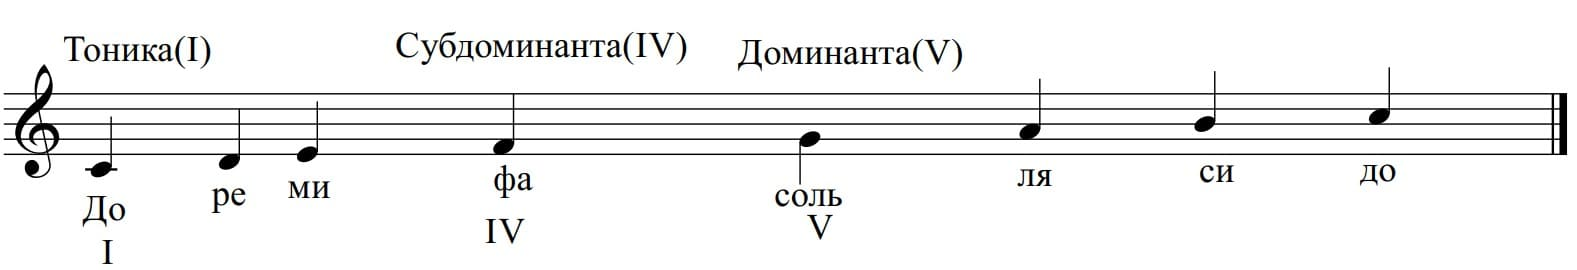 Тоника(I) Субдоминанта(IV) Доминанта(V)
До ре ми фа соль ля си до
I IV V